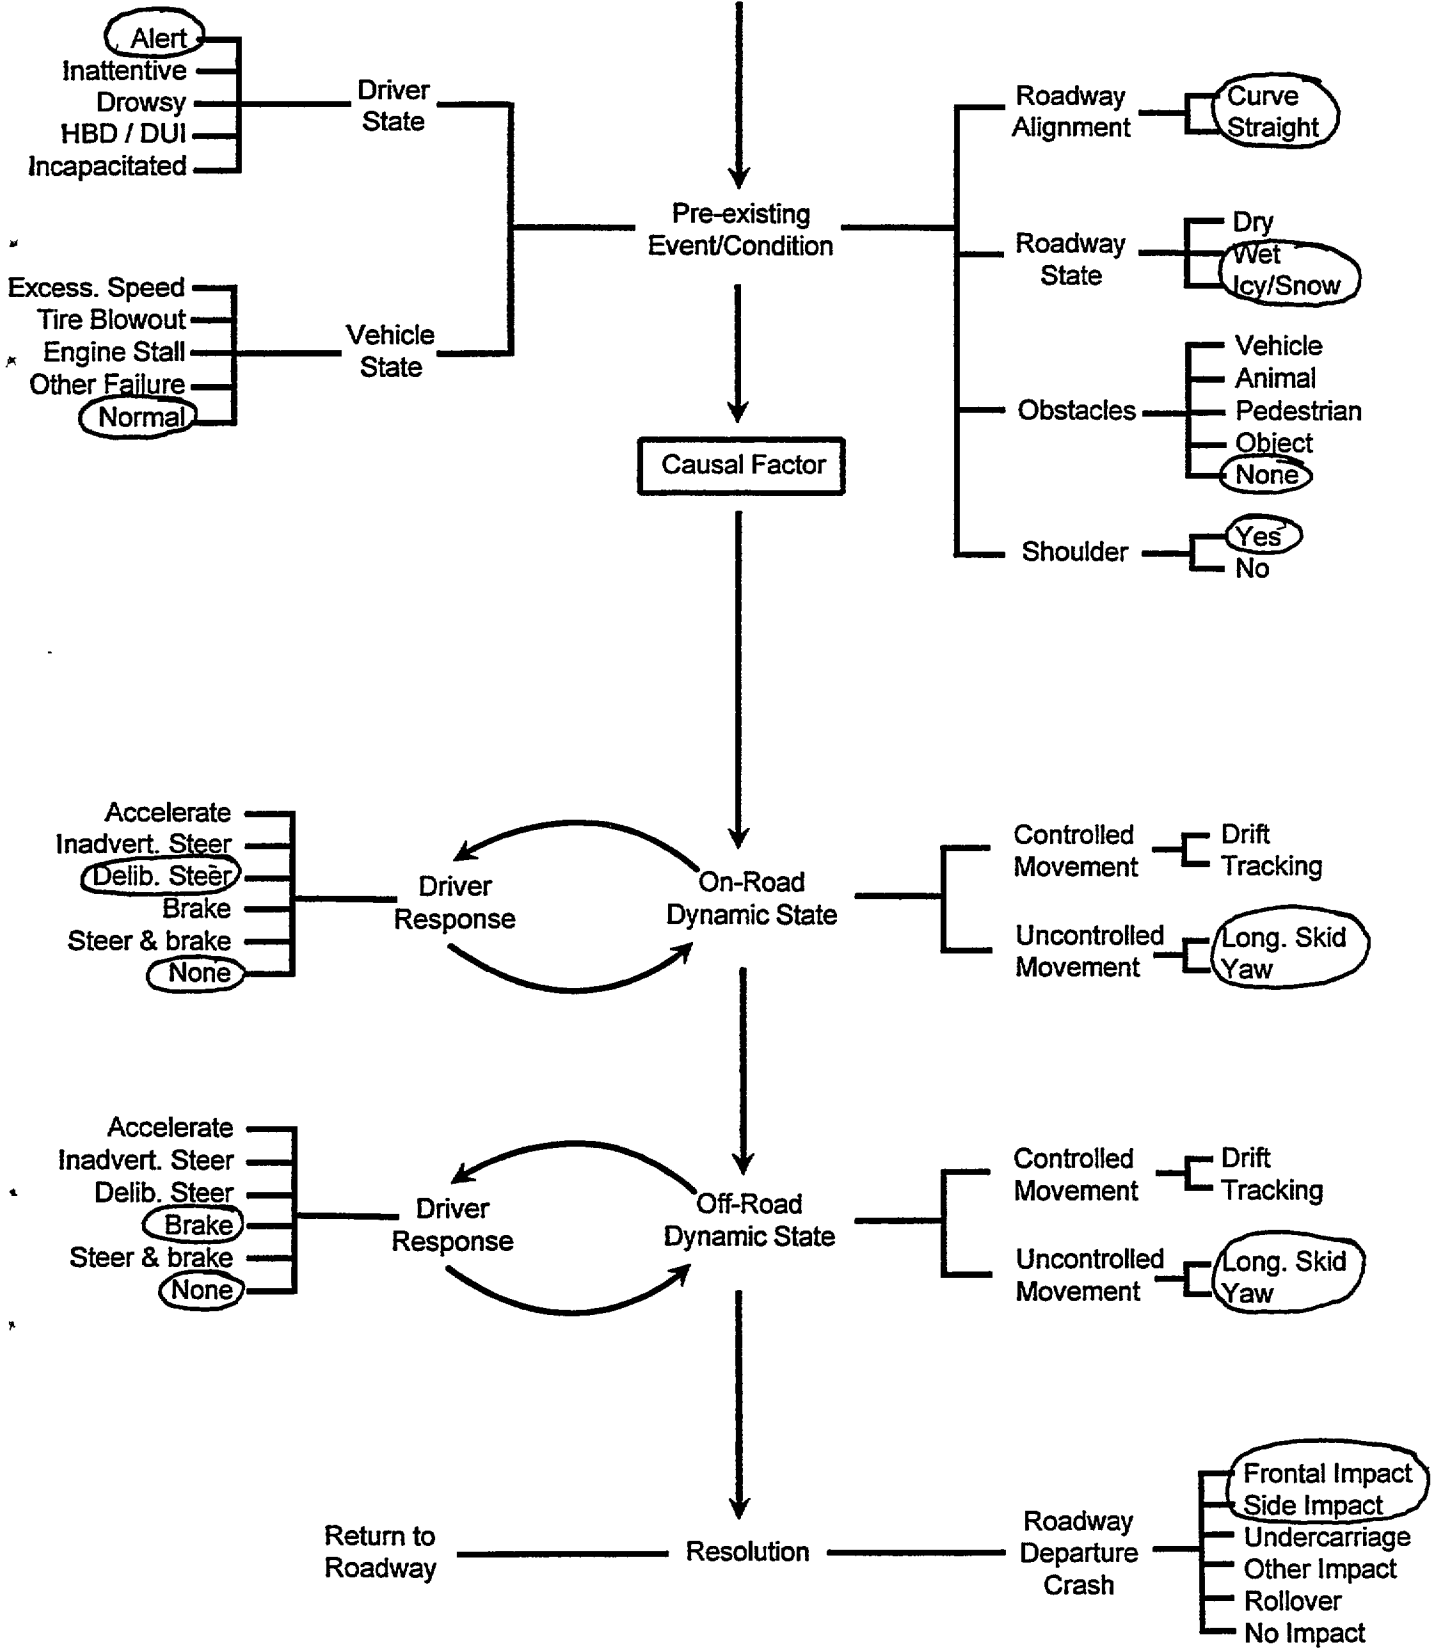 Alert
Inattentive
Drowsy
HBD / DUI
Incapacitated
Driver
State
Excess. Speed
Tire Blowout
Engine Stall
Other Failure
Normal
Vehicle
State
Pre-existing
Event/Condition
Roadway
Alignment
Curve
Straight
Roadway
State
Dry
Wet
Icy/Snow
Obstacles
Vehicle
Animal
Pedestrian
Object
None
Shoulder
Yes
No
Causal Factor
Accelerate
Inadvert. Steer
Delib. Steer
Brake
Steer & brake
None
Driver
Response
On-Road
Dynamic State
Controlled
Movement
Drift
Tracking
Uncontrolled
Movement
Long. Skid
Yaw
Accelerate
Inadvert. Steer
Delib. Steer
Brake
Steer & brake
None
Driver
Response
Off-Road
Dynamic State
Controlled
Movement
Drift
Tracking
Uncontrolled
Movement
Long. Skid
Yaw
Return to
Roadway
Resolution
Roadway
Departure
Crash
Frontal Impact
Side Impact
Undercarriage
Other Impact
Rollover
No Impact